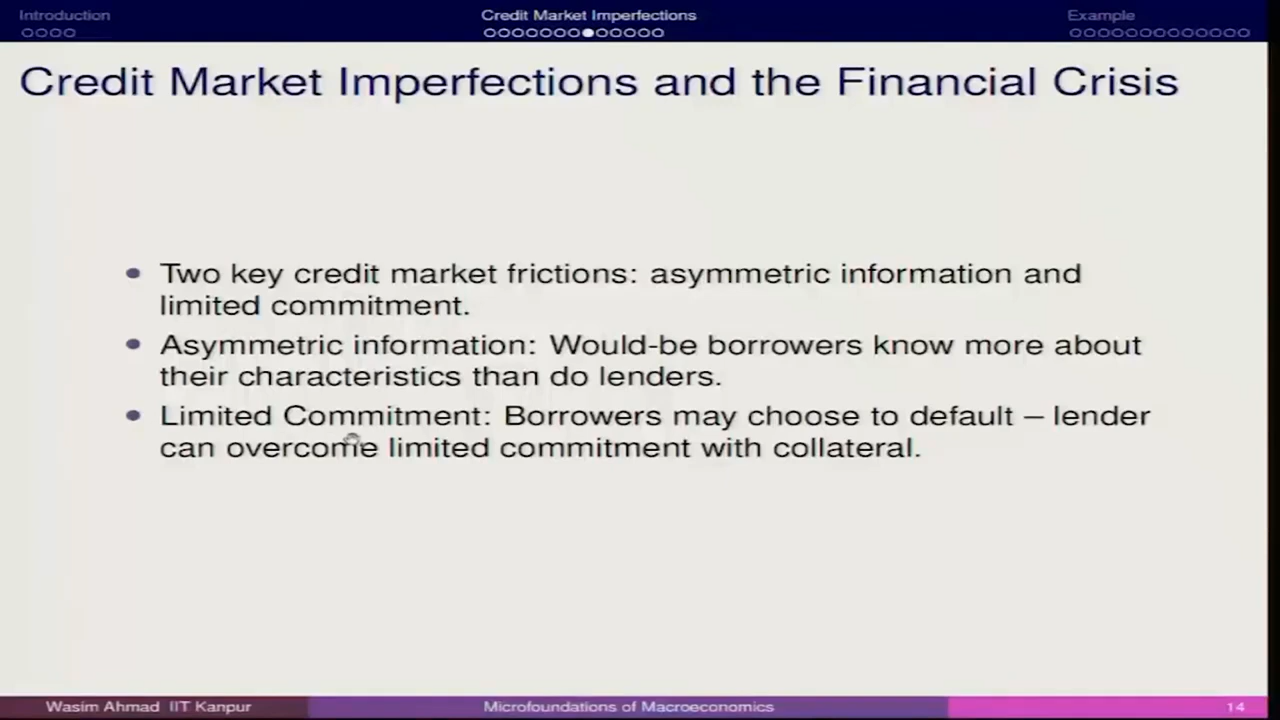 Introduction
Credit Market Imperfections
Example
Credit Market Imperfections and the Financial Crisis
Two key credit market frictions: asymmetric information and
limited commitment.
Asymmetric information: Would-be borrowers know more about
their characteristics than do lenders.
Limited Commitment: Borrowers may choose to default – lender
can overcome limited commitment with collateral.
Wasim Ahmad IIT Kanpur
Microfoundations of Macroeconomics
14